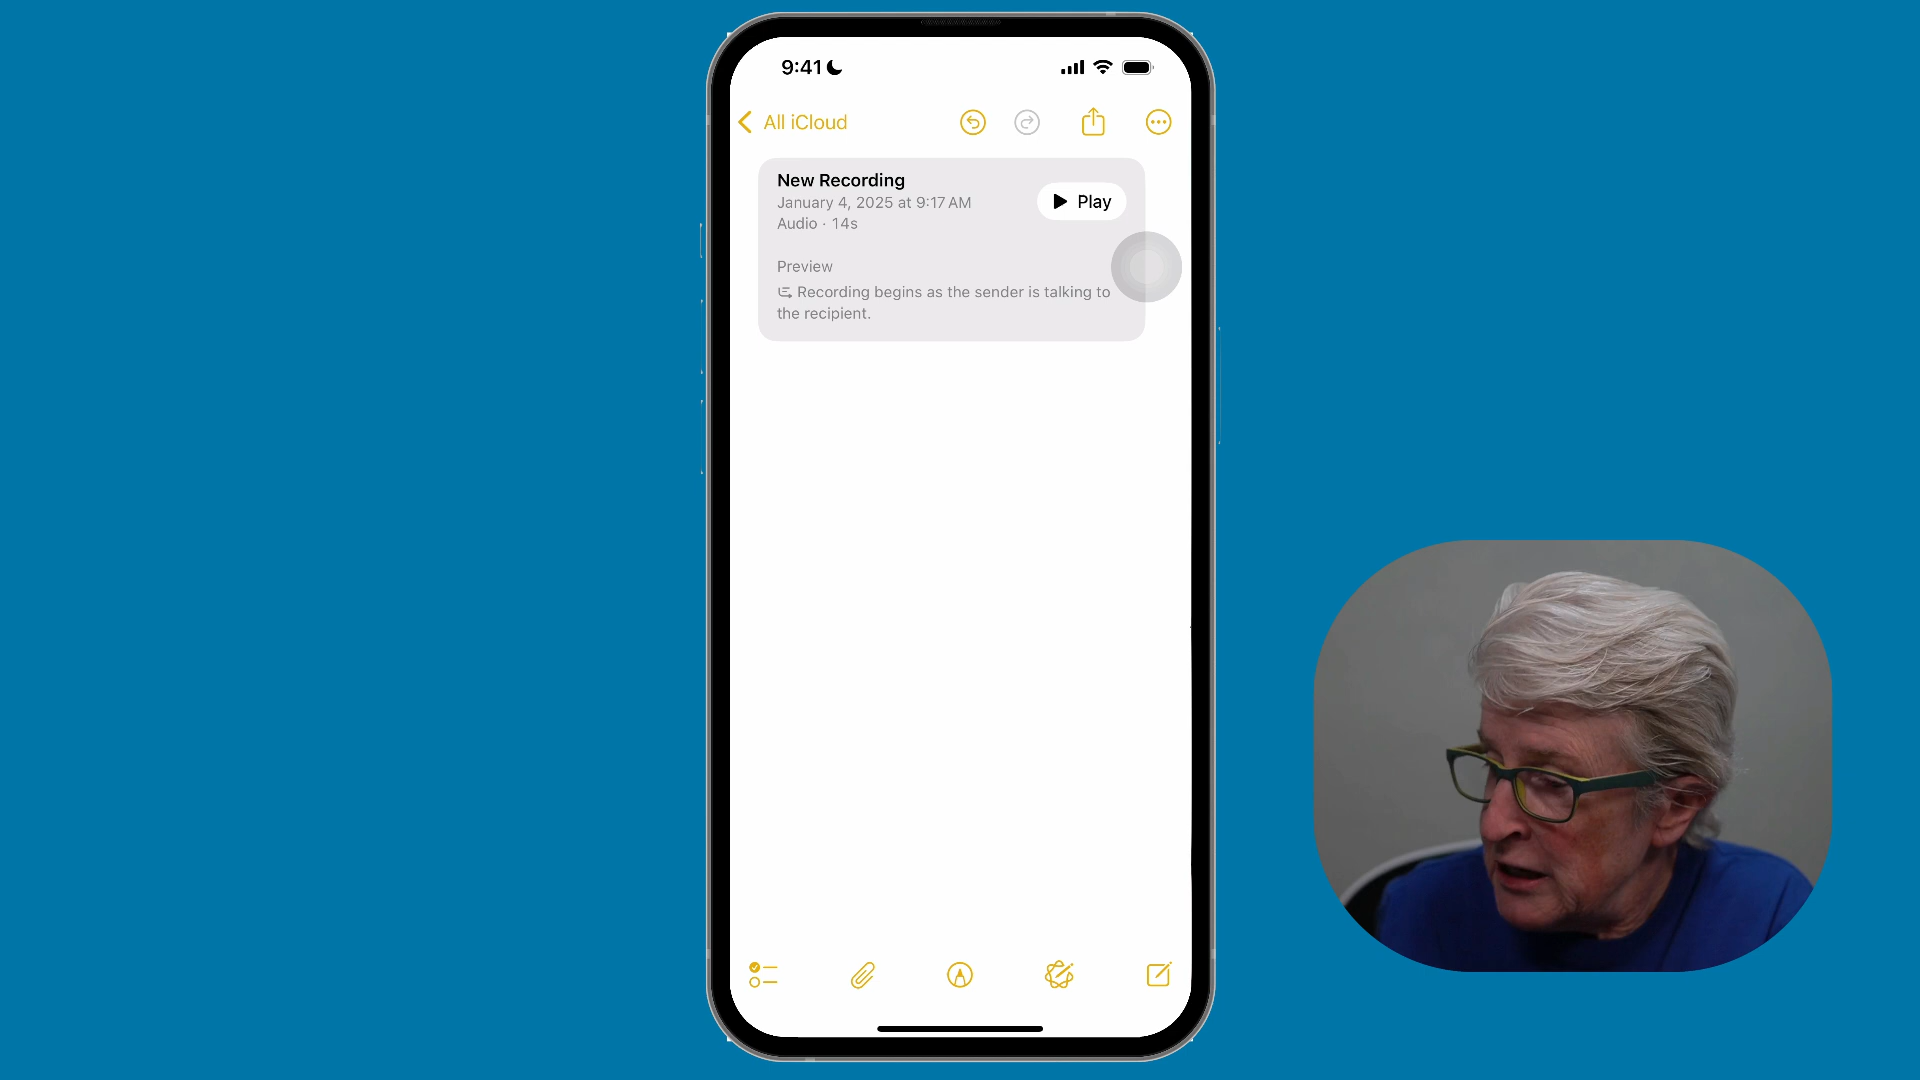 9:41
All iCloud
New Recording
January 4, 2025 at 9:17 AM
Audio · 14s
Play
Preview
Recording begins as the sender is talking to
the recipient.